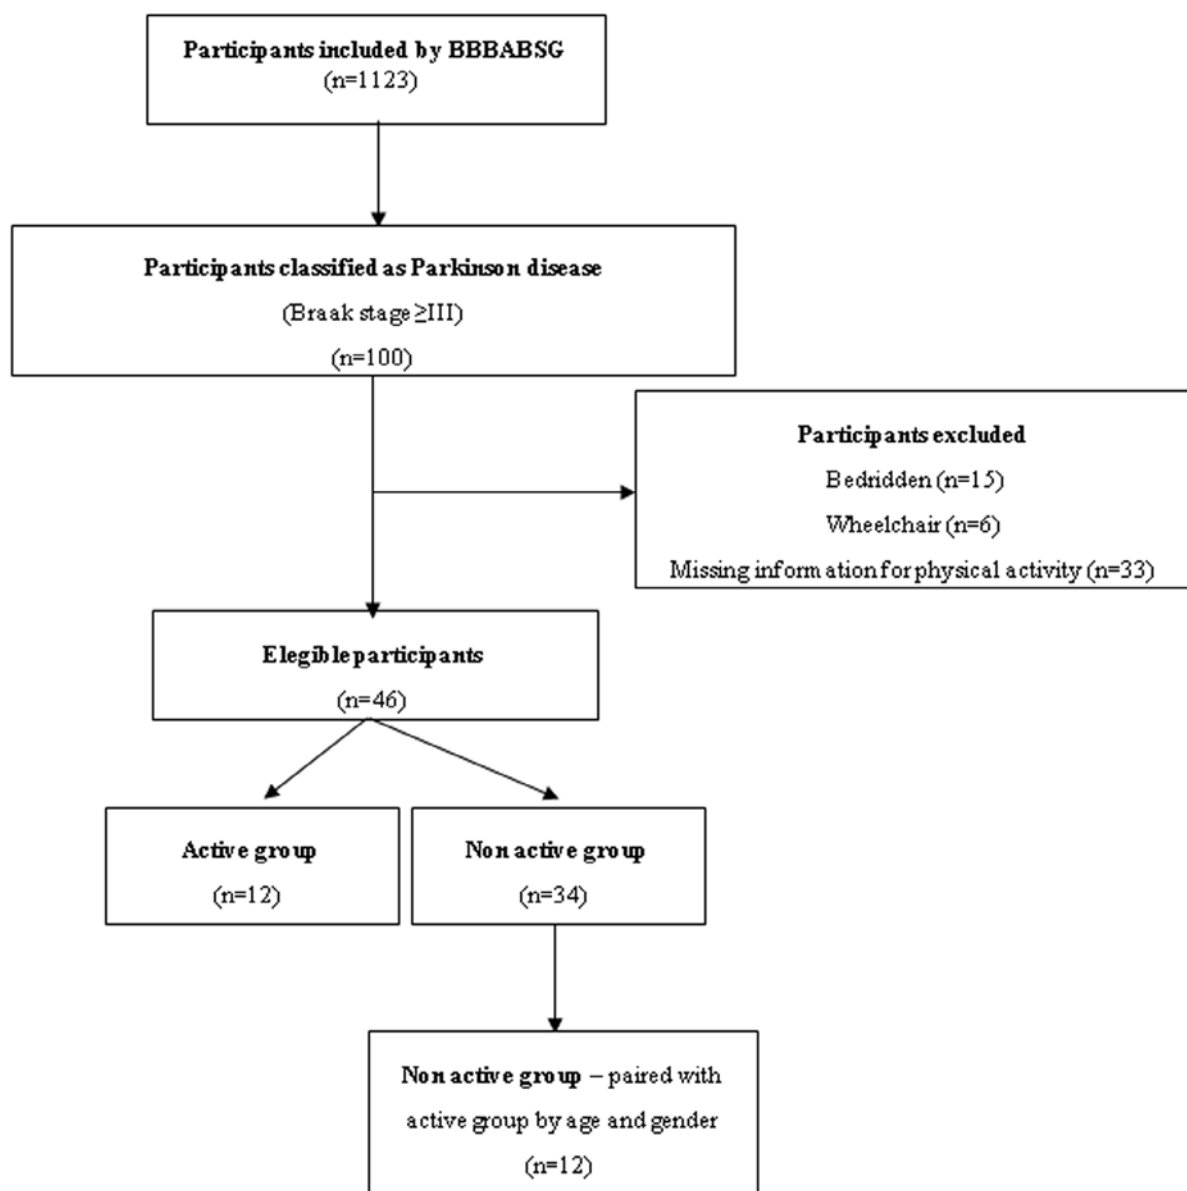 Participants included by BBBABSG
(n=1123)
Participants classified as Parkinson disease
(Braak stage ≥III)
(n=100)
Participants excluded
Bedridden (n=15)
Wheelchair (n=6)
Missing information for physical activity (n=33)
Elegible participants
(n=46)
Active group
(n=12)
Non active group
(n=34)
Non active group – paired with
active group by age and gender
(n=12)